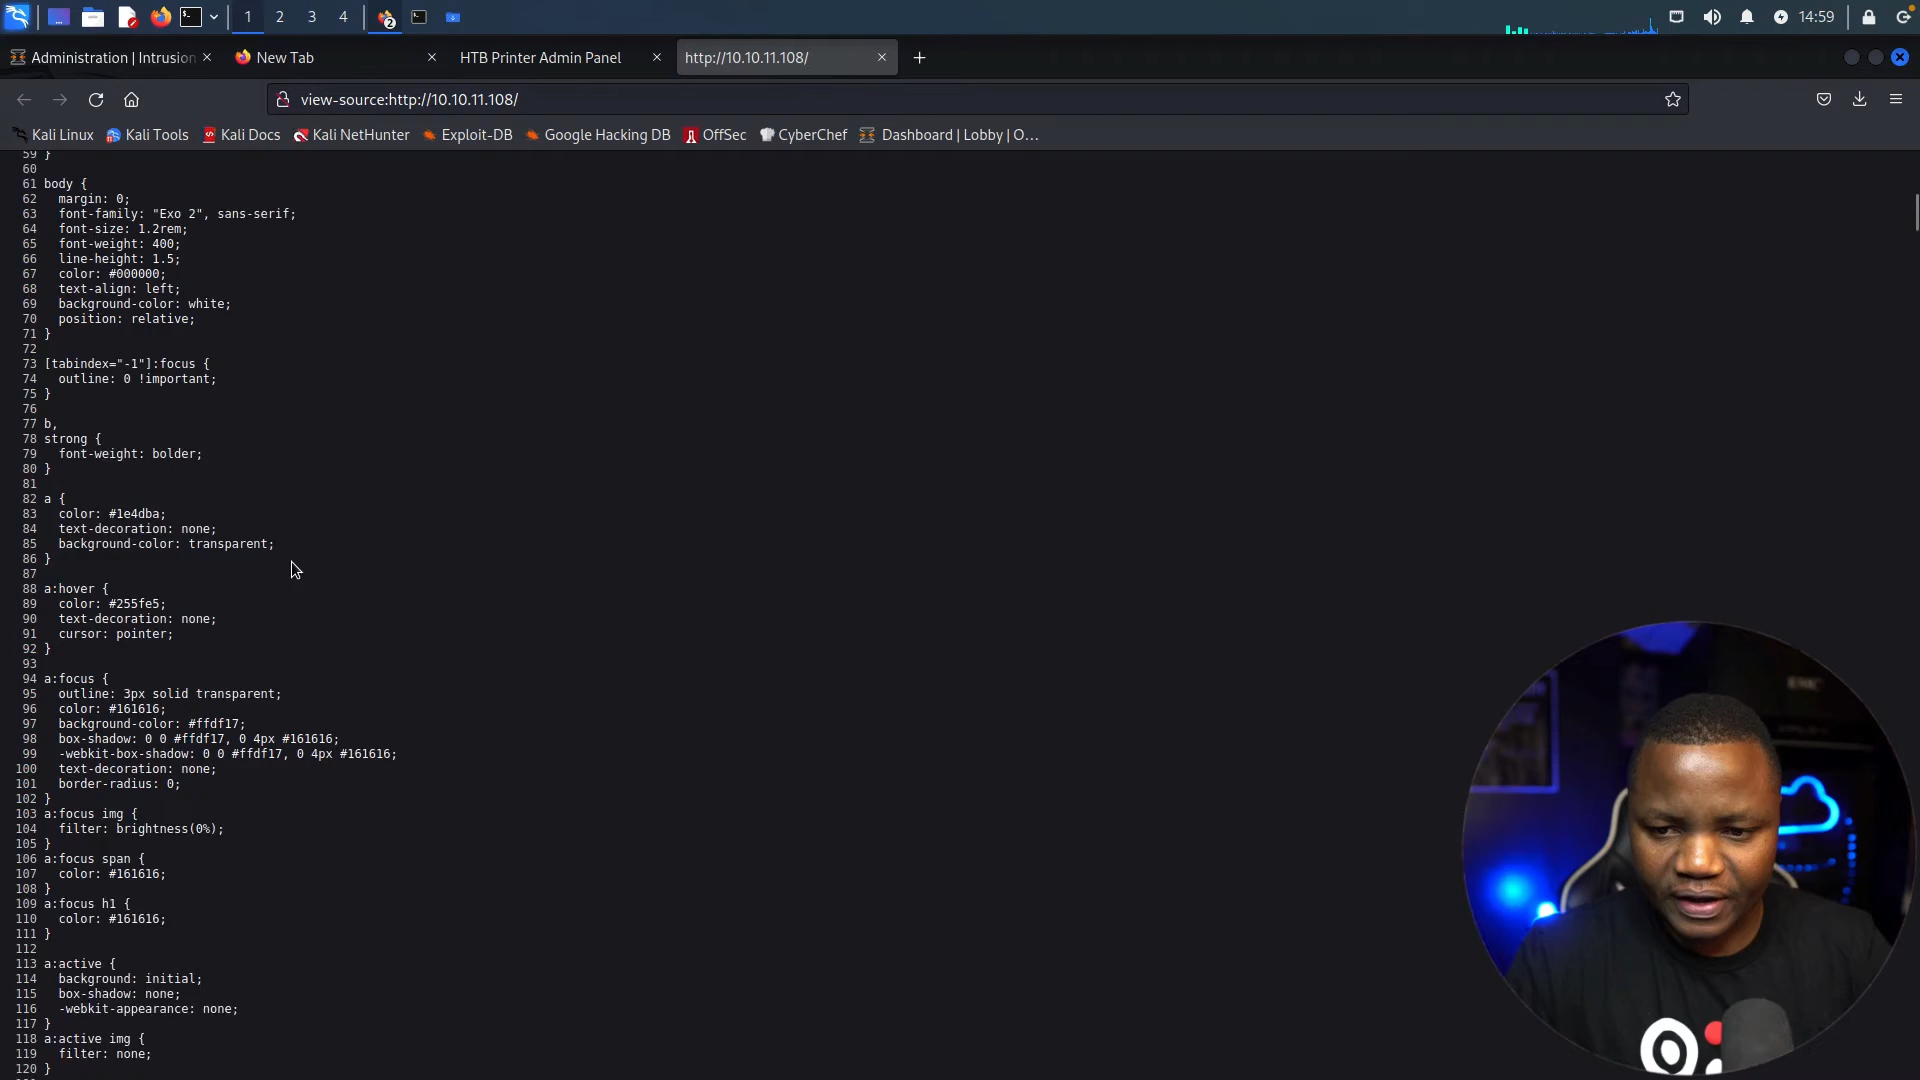 1 2 3 4 2 14:59
Administration | Intrusion
New Tab
HTB Printer Admin Panel
http://10.10.11.108/
view-source:http://10.10.11.108/
Kali Linux Kali Tools Kali Docs Kali NetHunter Exploit-DB Google Hacking DB OffSec CyberChef Dashboard | Lobby | O…
59 }
60
61 body {
62 margin: 0;
63 font-family: "Exo 2", sans-serif;
64 font-size: 1.2rem;
65 font-weight: 400;
66 line-height: 1.5;
67 color: #000000;
68 text-align: left;
69 background-color: white;
70 position: relative;
71 }
72
73 [tabindex="-1"]:focus {
74 outline: 0 !important;
75 }
76
77 b,
78 strong {
79 font-weight: bolder;
80 }
81
82 a {
83 color: #1e4dba;
84 text-decoration: none;
85 background-color: transparent;
86 }
87
88 a:hover {
89 color: #255fe5;
90 text-decoration: none;
91 cursor: pointer;
92 }
93
94 a:focus {
95 outline: 3px solid transparent;
96 color: #161616;
97 background-color: #ffdf17;
98 box-shadow: 0 0 #ffdf17, 0 4px #161616;
99 -webkit-box-shadow: 0 0 #ffdf17, 0 4px #161616;
100 text-decoration: none;
101 border-radius: 0;
102 }
103 a:focus img {
104 filter: brightness(0%);
105 }
106 a:focus span {
107 color: #161616;
108 }
109 a:focus h1 {
110 color: #161616;
111 }
112
113 a:active {
114 background: initial;
115 box-shadow: none;
116 -webkit-appearance: none;
117 }
118 a:active img {
119 filter: none;
120 }